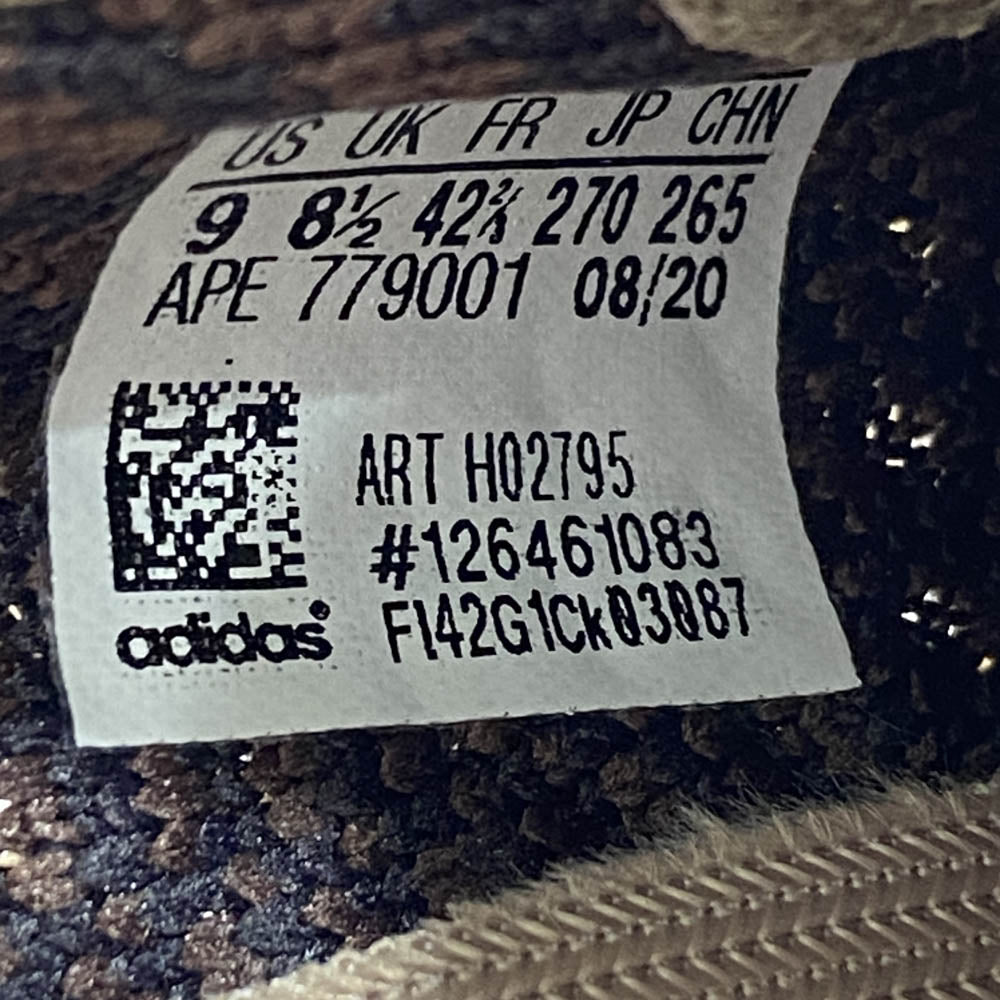 US UK FR JP CHN
9 8½ 42⅔ 270 265
APE 779001 08/20
ART H02795
#126461083
adidas®
FI42G1Ck03087